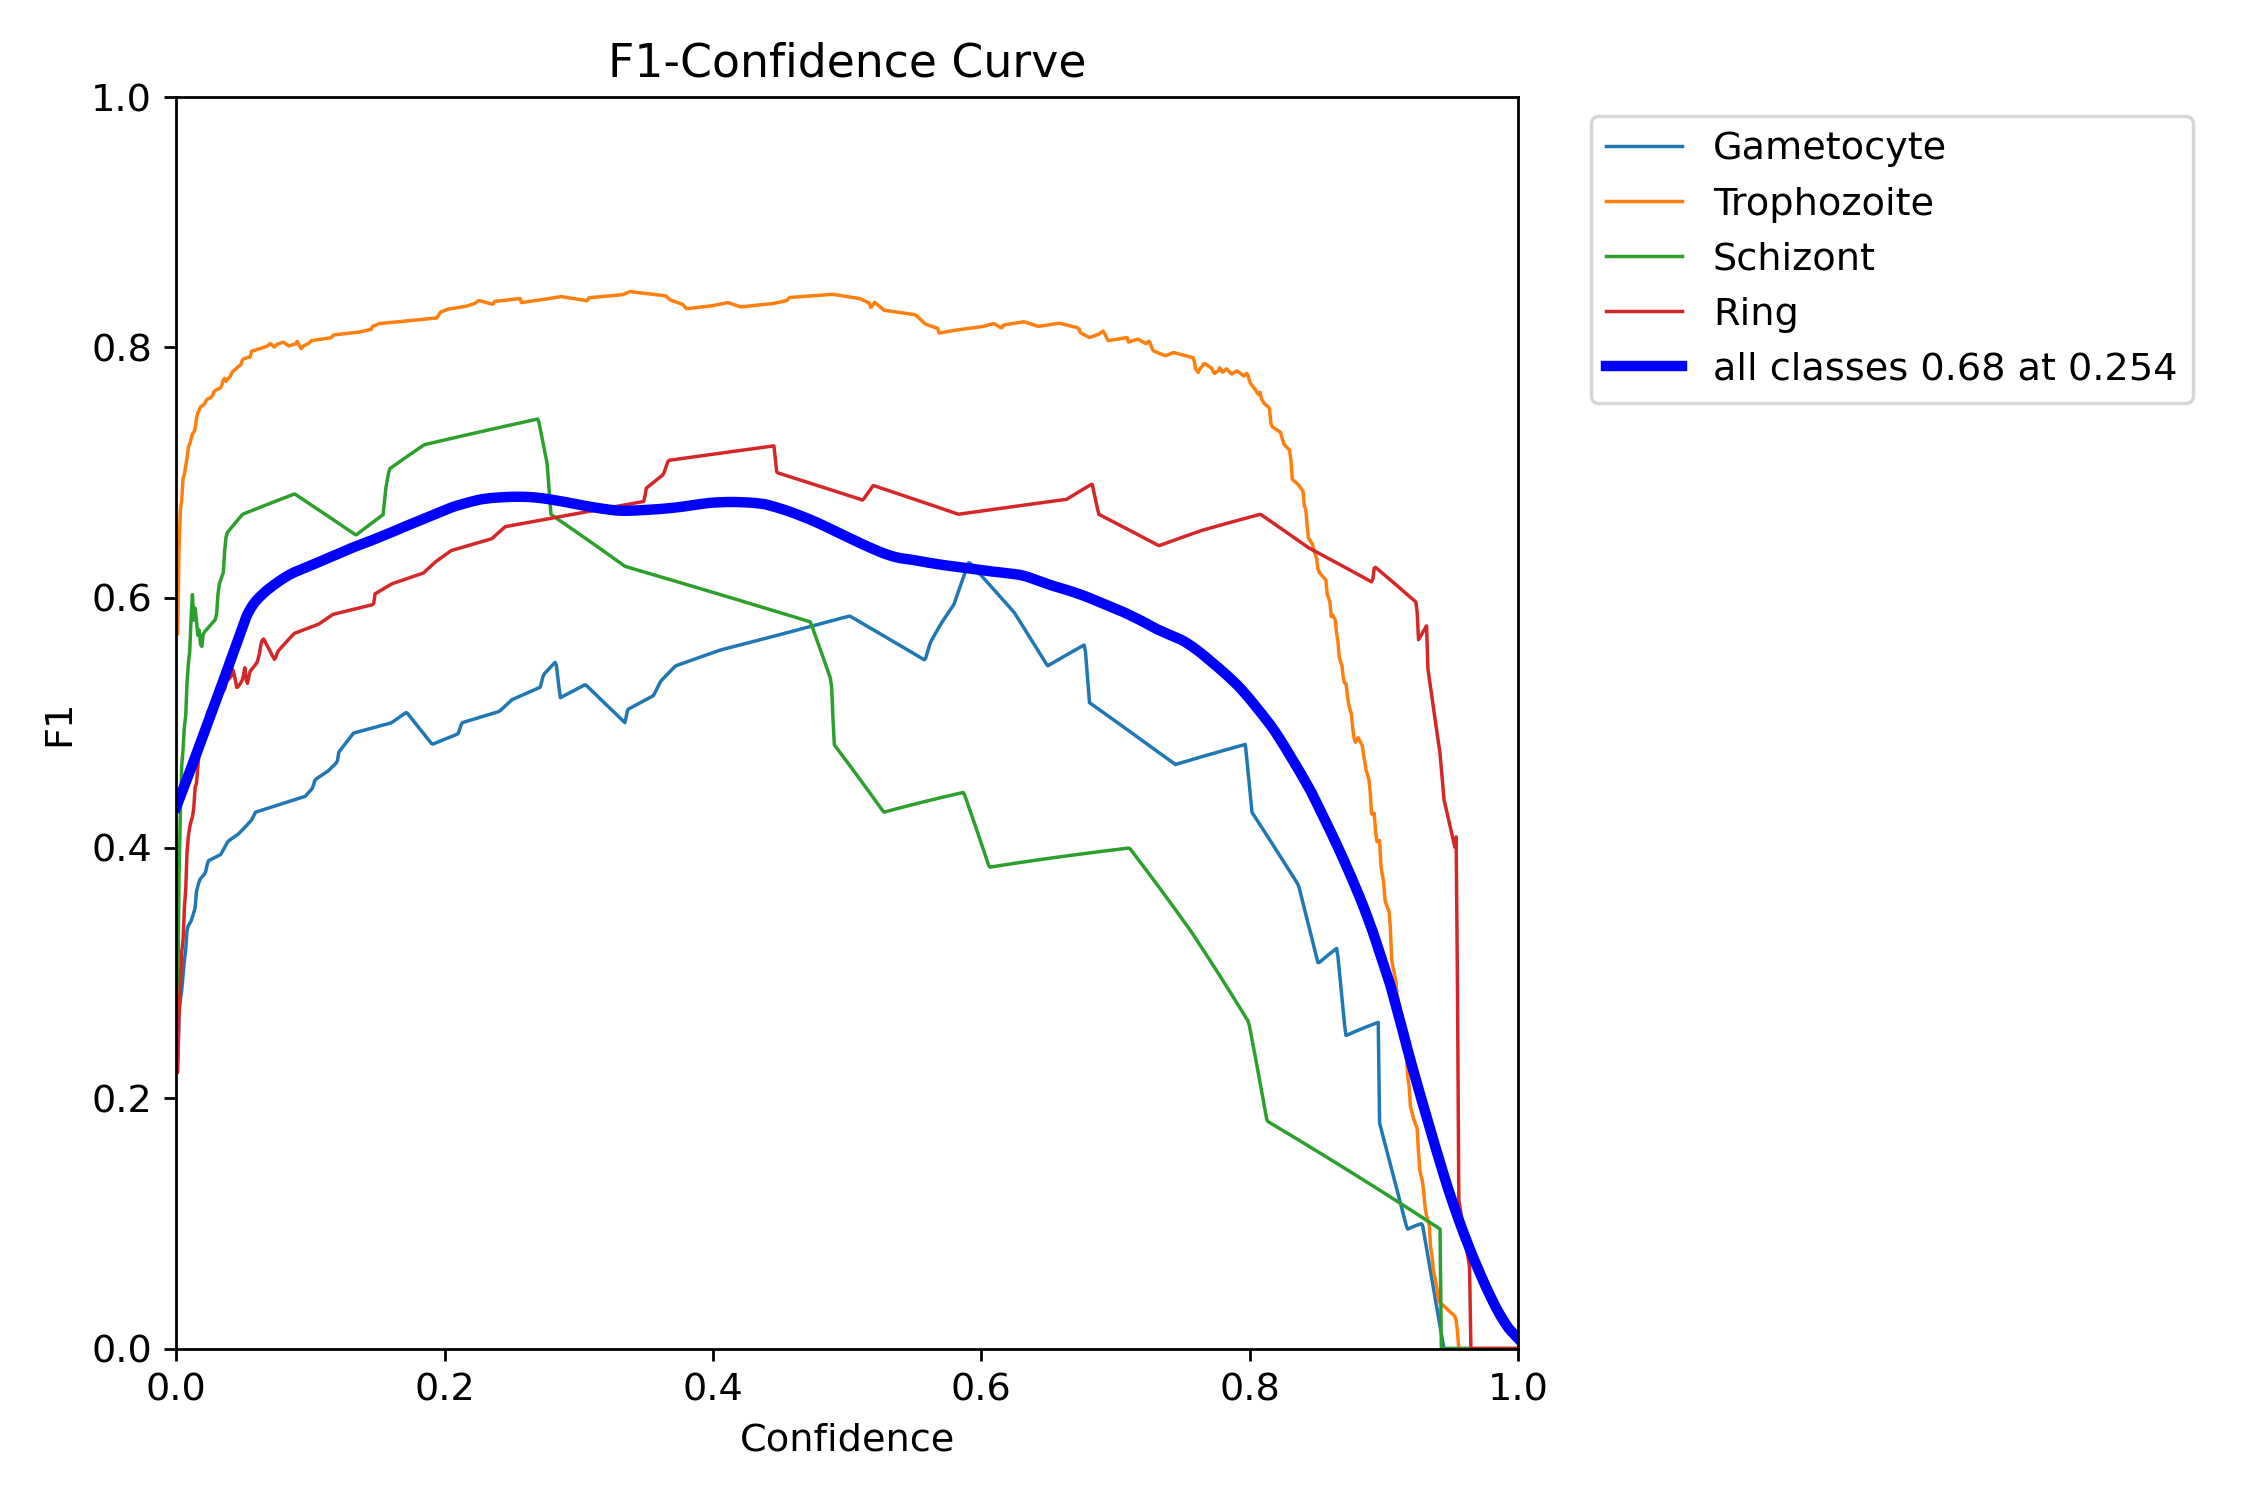 F1-Confidence Curve
1.0
0.8
0.6
0.4
0.2
0.0
F1
0.0 0.2 0.4 0.6 0.8 1.0
Confidence
Gametocyte
Trophozoite
Schizont
Ring
all classes 0.68 at 0.254